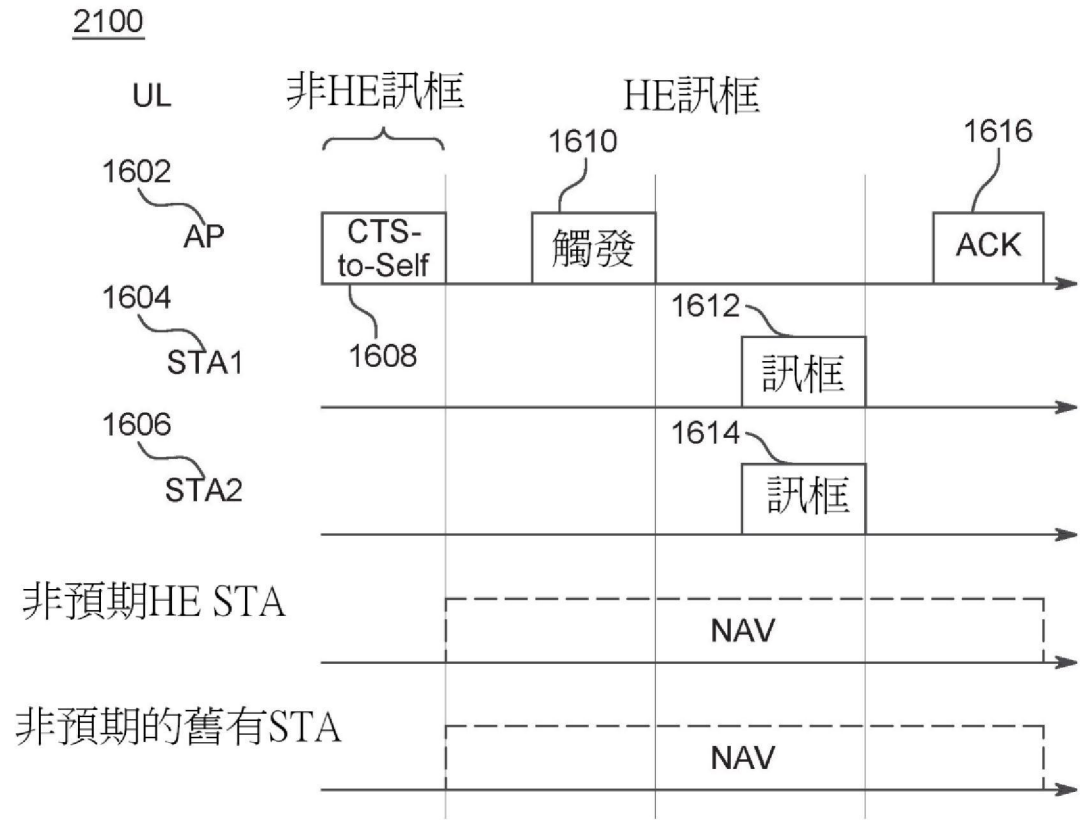 2100
UL
非HE訊框
HE訊框
1602
1610
1616
AP
CTS-
to-Self
觸發
ACK
1604
1608
1612
STA1
訊框
1606
1614
STA2
訊框
非預期HE STA
NAV
非預期的舊有STA
NAV